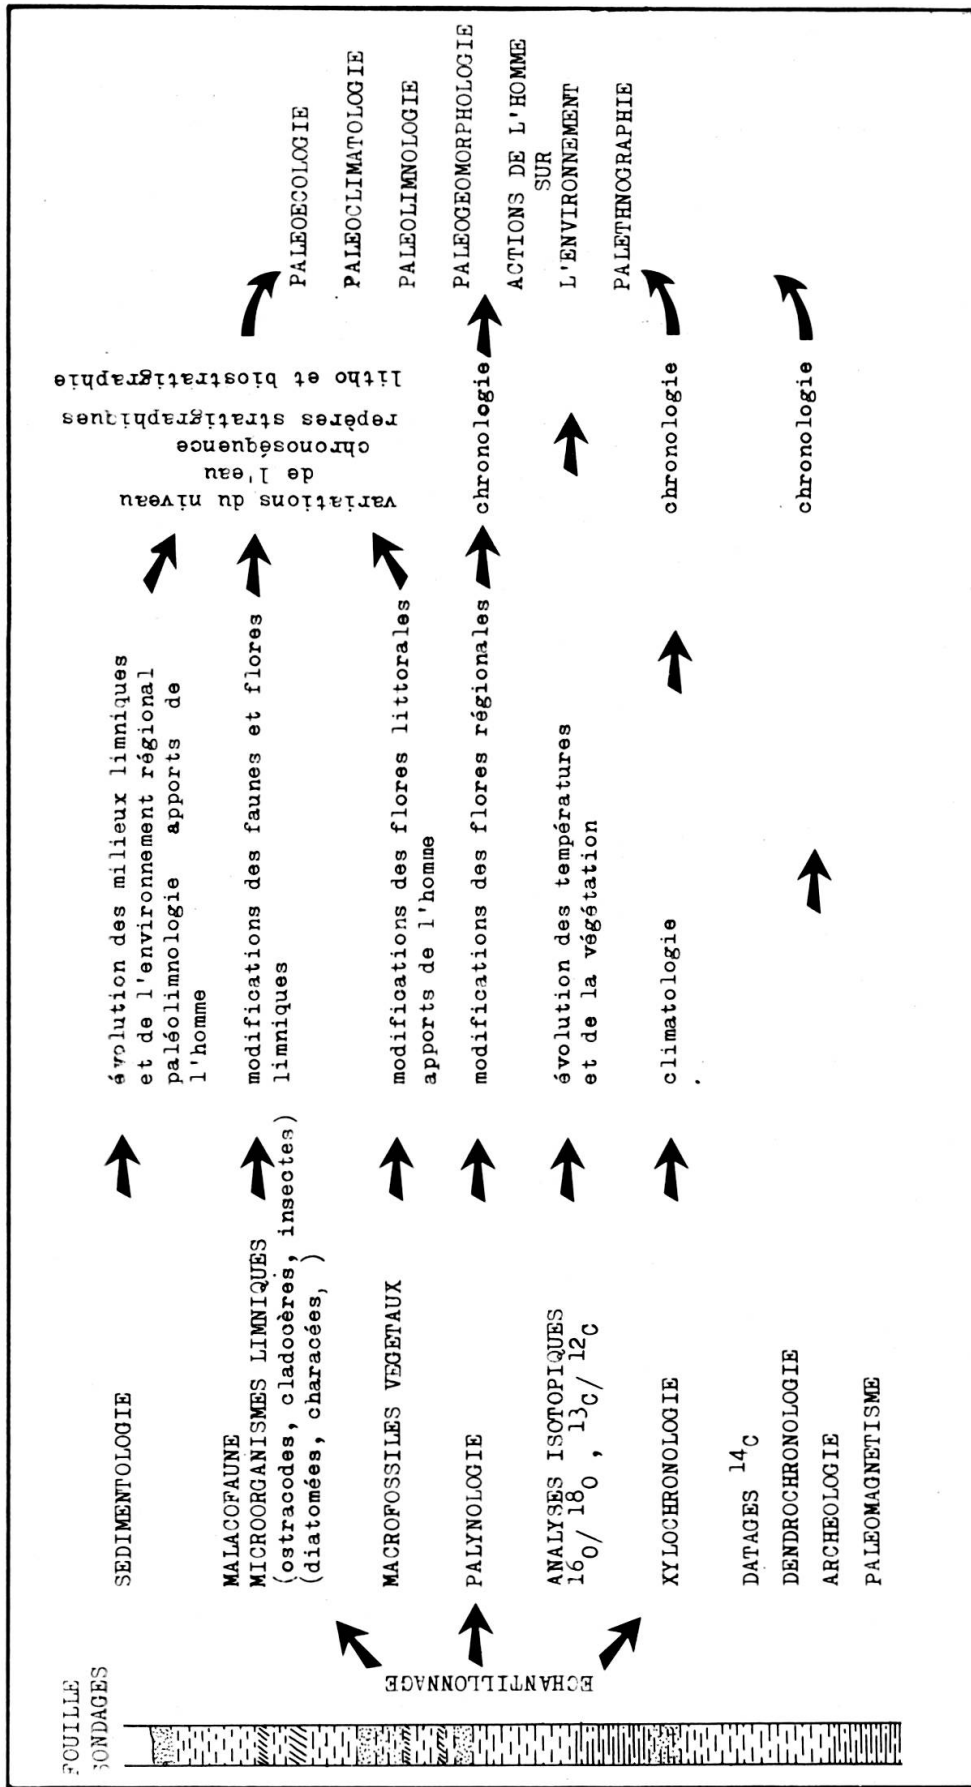 FOUILLE
SONDAGES
ECHANTILLONNAGE
SEDIMENTOLOGIE
MALACOFAUNE
MICROORGANISMES LIMNIQUES
(ostracodes, cladocères, insectes)
(diatomées, characées, )
MACROFOSSILES VEGETAUX
PALYNOLOGIE
ANALYSES ISOTOPIQUES
16O/ 18O , 13C/ 12C
XYLOCHRONOLOGIE
DATAGES 14C
DENDROCHRONOLOGIE
ARCHEOLOGIE
PALEOMAGNETISME
évolution des milieux limniques
et de l'environnement régional
paléolimnologie apports de
l'homme
modifications des faunes et flores
limniques
modifications des flores littorales
apports de l'homme
modifications des flores régionales
évolution des températures
et de la végétation
climatologie
variations du niveau
de l'eau
chronoséquence
repères stratigraphiques
litho et biostratigraphie
chronologie
chronologie
chronologie
PALEOECOLOGIE
PALEOCLIMATOLOGIE
PALEOLIMNOLOGIE
PALEOGEOMORPHOLOGIE
ACTIONS DE L'HOMME
SUR
L'ENVIRONNEMENT
PALETHNOGRAPHIE